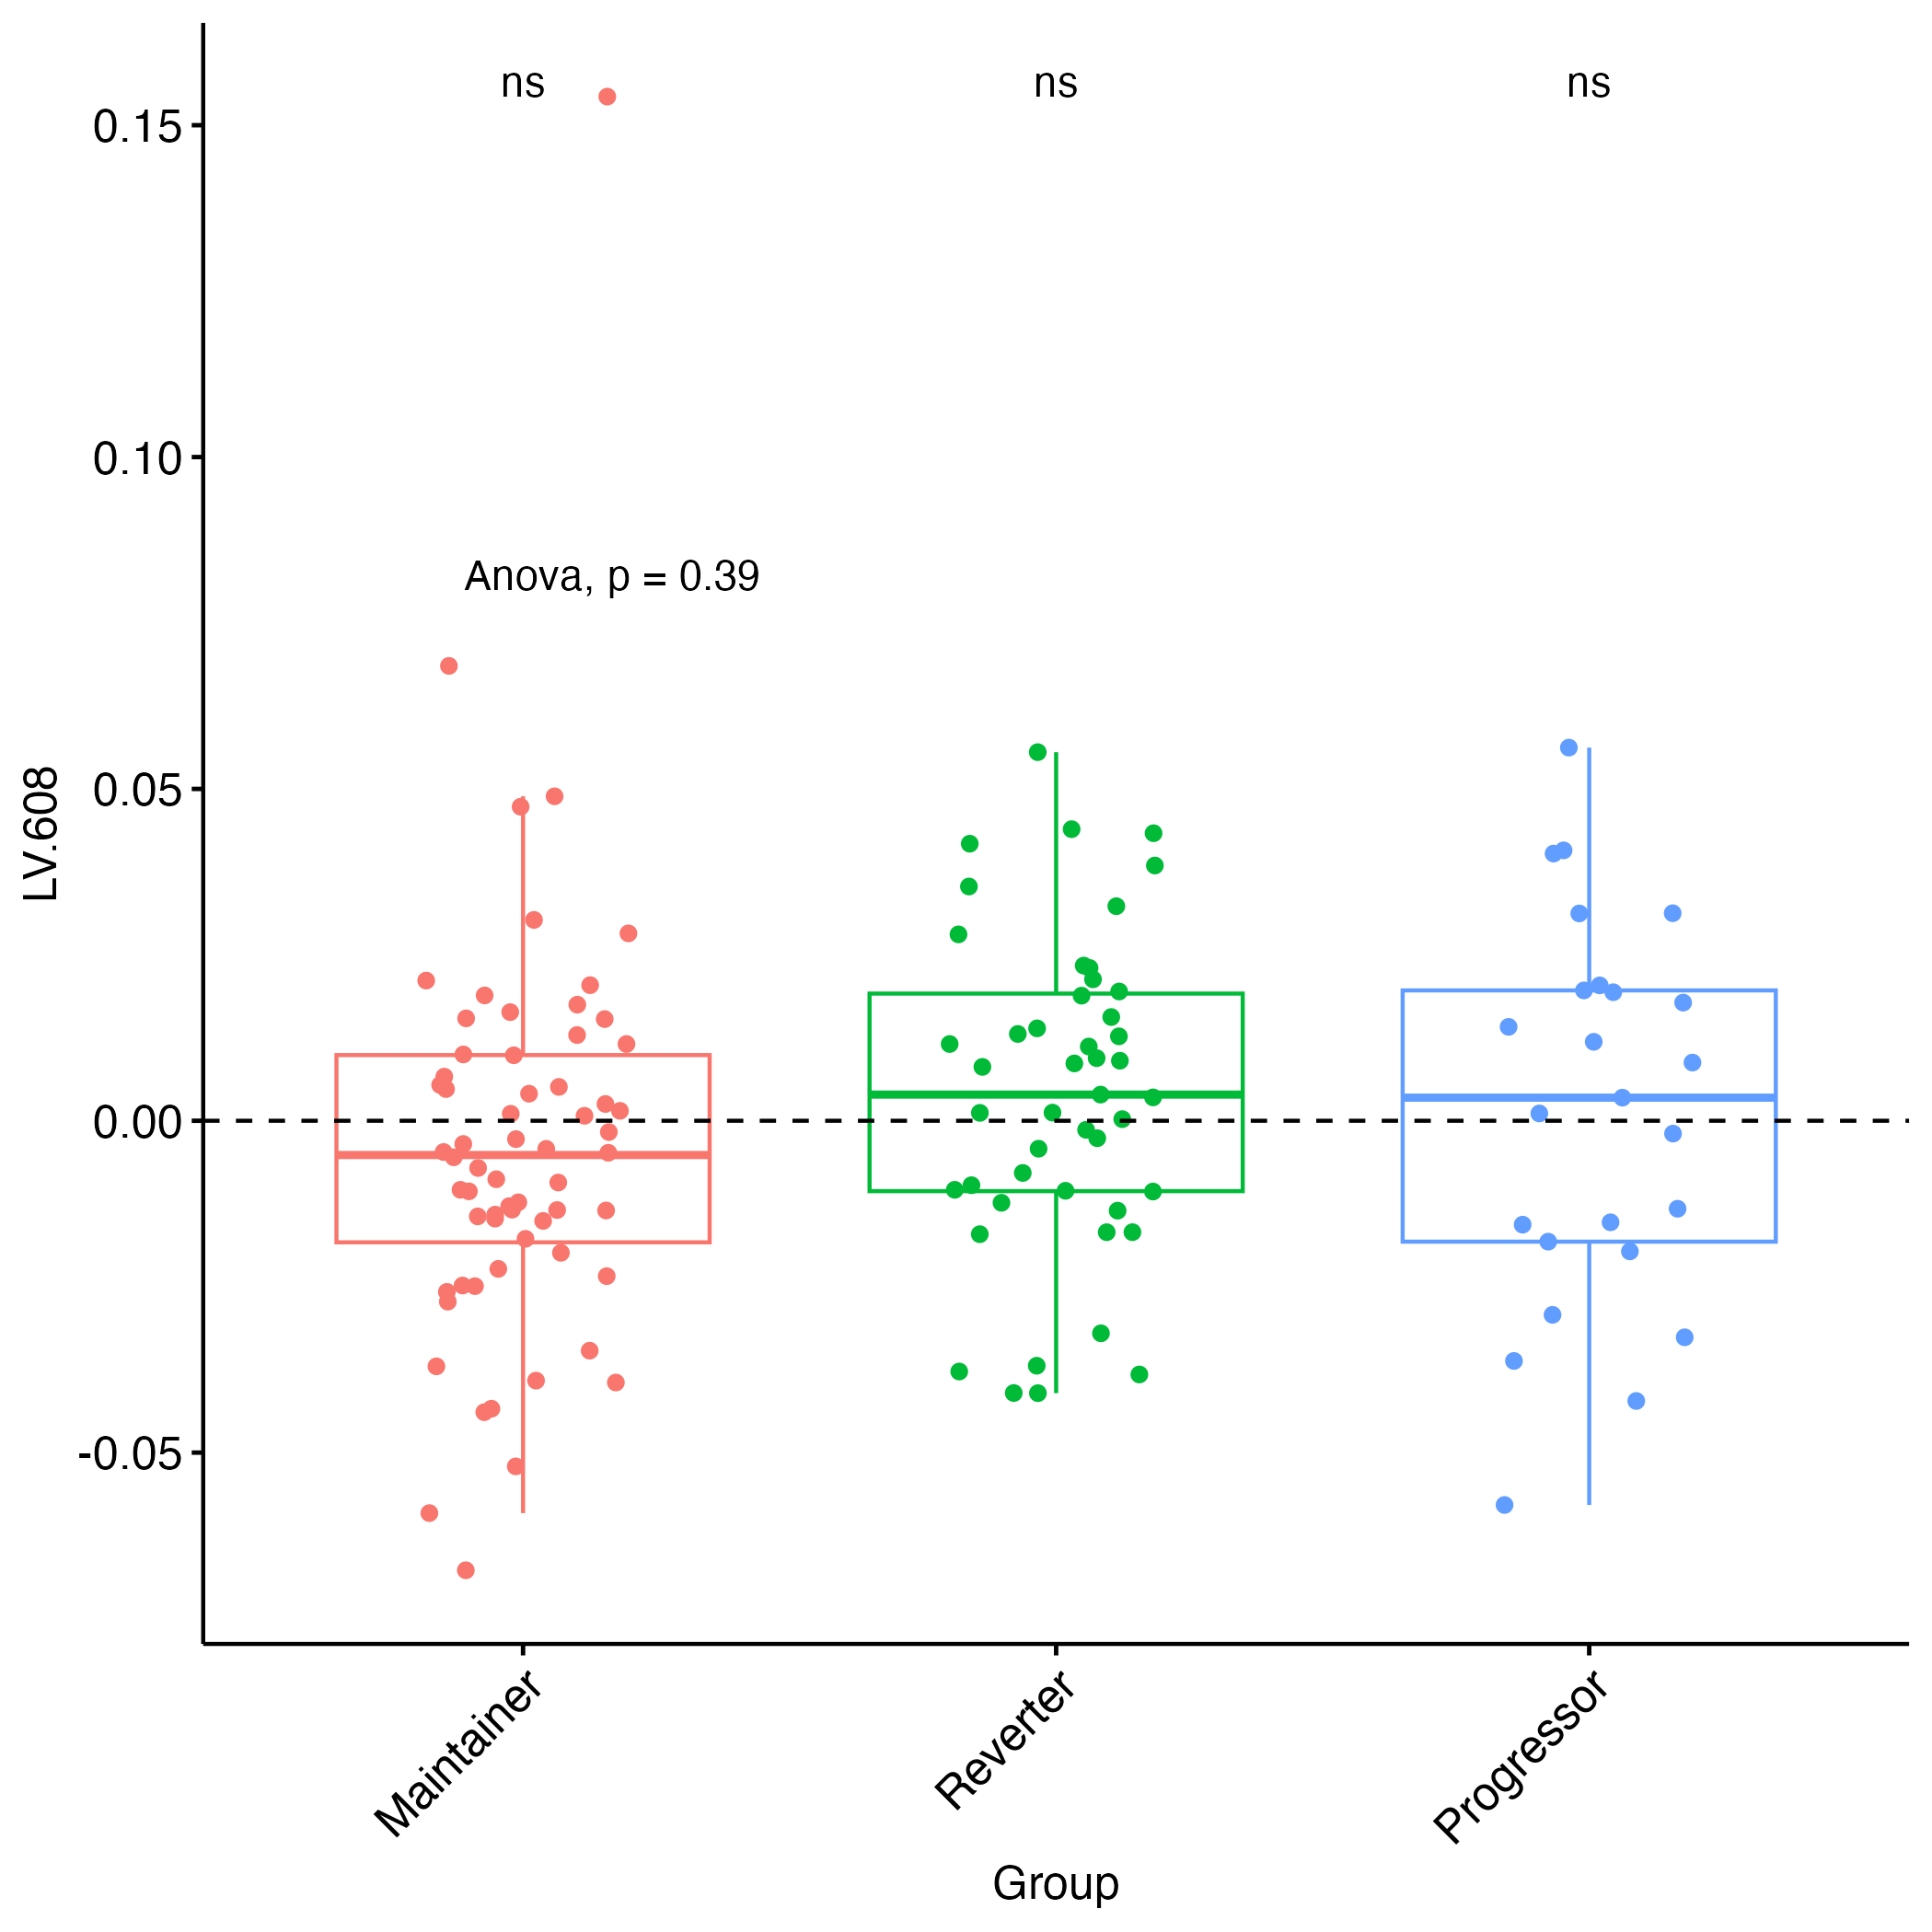 ns ns ns
0.15
0.10
Anova, p = 0.39
0.05
LV.608
0.00
-0.05
Maintainer Reverter Progressor
Group